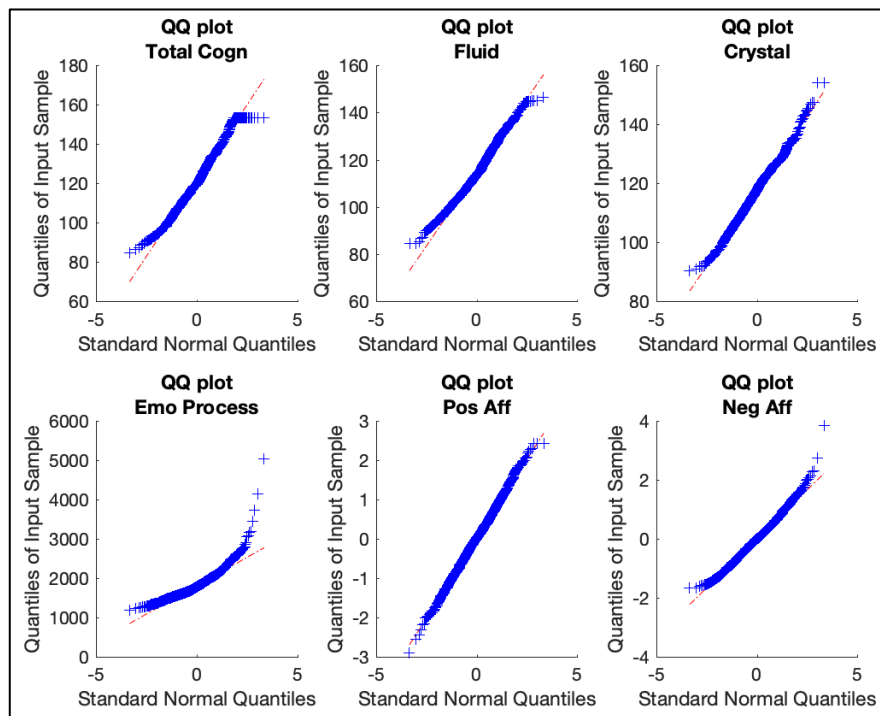 QQ plot
Total Cogn
180
160
140
120
100
80
60
-5
0
5
Quantiles of Input Sample
Standard Normal Quantiles
QQ plot
Fluid
160
140
120
100
80
60
-5
0
5
Quantiles of Input Sample
Standard Normal Quantiles
QQ plot
Crystal
160
140
120
100
80
-5
0
5
Quantiles of Input Sample
Standard Normal Quantiles
QQ plot
Emo Process
6000
5000
4000
3000
2000
1000
0
-5
0
5
Quantiles of Input Sample
Standard Normal Quantiles
QQ plot
Pos Aff
3
2
1
0
-1
-2
-3
-5
0
5
Quantiles of Input Sample
Standard Normal Quantiles
QQ plot
Neg Aff
4
2
0
-2
-4
-5
0
5
Quantiles of Input Sample
Standard Normal Quantiles